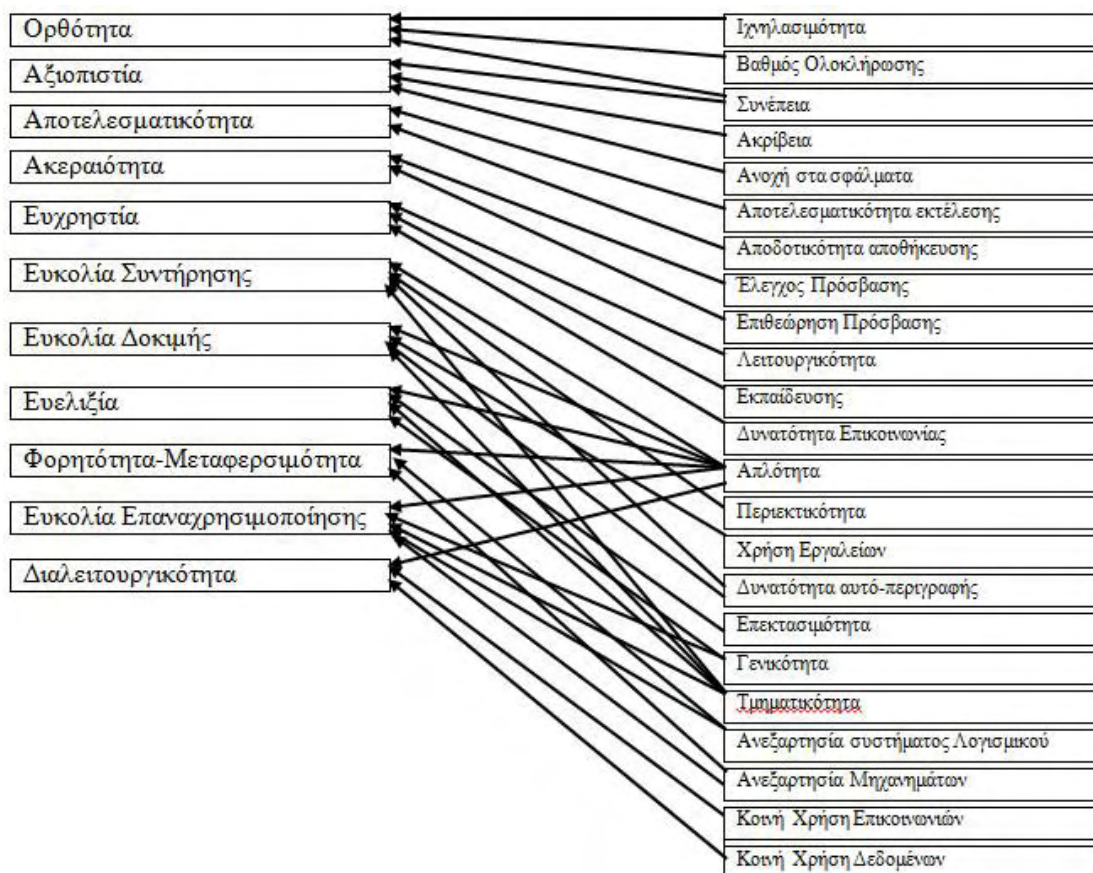 Ορθότητα
Αξιοπιστία
Αποτελεσματικότητα
Ακεραιότητα
Ευχρηστία
Ευκολία Συντήρησης
Ευκολία Δοκιμής
Ευελιξία
Φορητότητα-Μεταφερσιμότητα
Ευκολία Επαναχρησιμοποίησης
Διαλειτουργικότητα
Ιχνηλασιμότητα
Βαθμός Ολοκλήρωσης
Συνέπεια
Ακρίβεια
Ανοχή στα σφάλματα
Αποτελεσματικότητα εκτέλεσης
Αποδοτικότητα αποθήκευσης
Έλεγχος Πρόσβασης
Επιθεώρηση Πρόσβασης
Λειτουργικότητα
Εκπαίδευσης
Δυνατότητα Επικοινωνίας
Απλότητα
Περιεκτικότητα
Χρήση Εργαλείων
Δυνατότητα αυτό-περιγραφής
Επεκτασιμότητα
Γενικότητα
Τμηματικότητα
Ανεξαρτησία συστήματος Λογισμικού
Ανεξαρτησία Μηχανημάτων
Κοινή Χρήση Επικοινωνιών
Κοινή Χρήση Δεδομένων